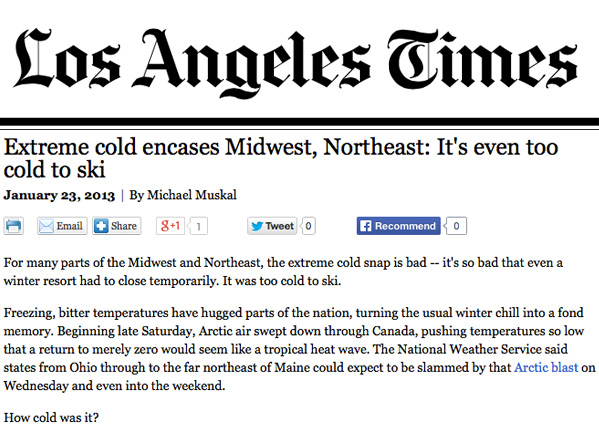 Los Angeles Times
Extreme cold encases Midwest, Northeast: It's even too
cold to ski
January 23, 2013 | By Michael Muskal
Email Share g+1 1 Tweet 0 f Recommend 0
For many parts of the Midwest and Northeast, the extreme cold snap is bad -- it's so bad that even a
winter resort had to close temporarily. It was too cold to ski.
Freezing, bitter temperatures have hugged parts of the nation, turning the usual winter chill into a fond
memory. Beginning late Saturday, Arctic air swept down through Canada, pushing temperatures so low
that a return to merely zero would seem like a tropical heat wave. The National Weather Service said
states from Ohio through to the far northeast of Maine could expect to be slammed by that Arctic blast on
Wednesday and even into the weekend.
How cold was it?